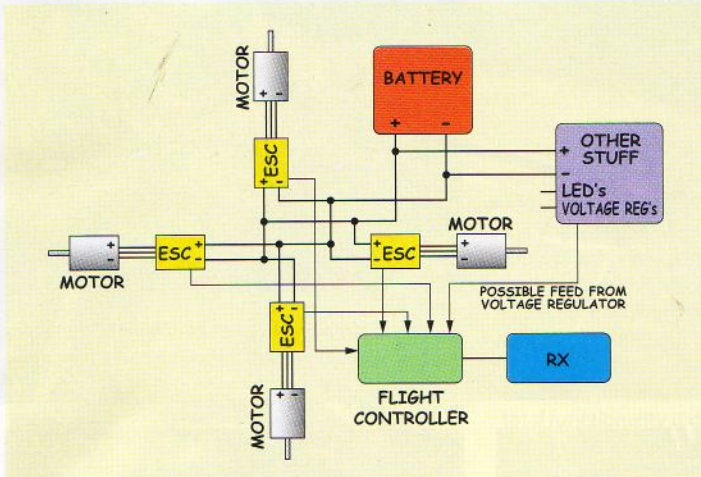 MOTOR
+ -
BATTERY
+ -
ESC
+ -
OTHER
STUFF
+
-
LED's
VOLTAGE REG's
MOTOR
+
-
ESC
+
-
MOTOR
+
-
ESC
+
-
POSSIBLE FEED FROM
VOLTAGE REGULATOR
ESC
+ -
MOTOR
+ -
RX
FLIGHT
CONTROLLER